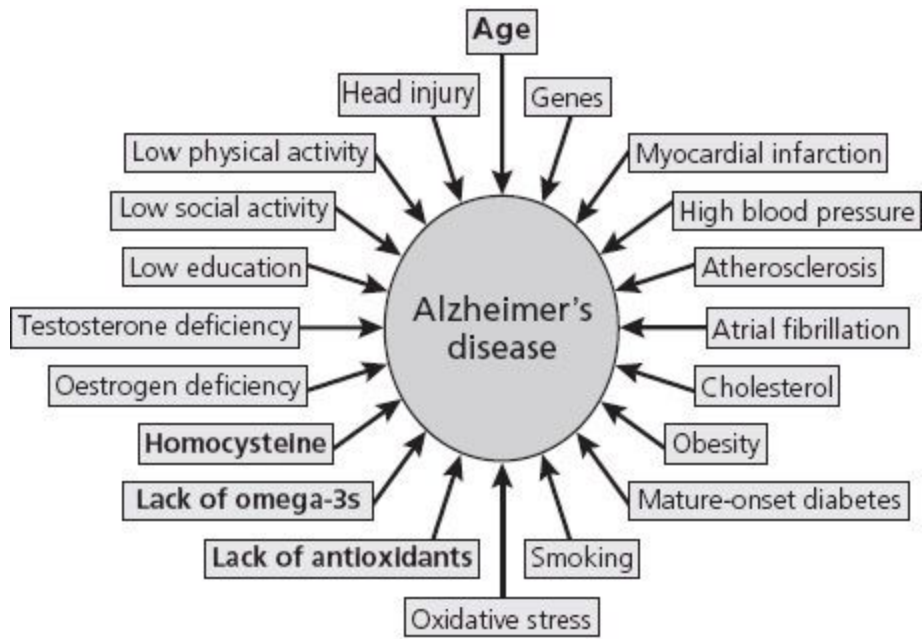 Age
Head injury
Genes
Low physical activity
Myocardial infarction
Low social activity
High blood pressure
Low education
Atherosclerosis
Alzheimer's
disease
Testosterone deficiency
Atrial fibrillation
Oestrogen deficiency
Cholesterol
Homocysteine
Obesity
Lack of omega-3s
Mature-onset diabetes
Lack of antioxidants
Smoking
Oxidative stress